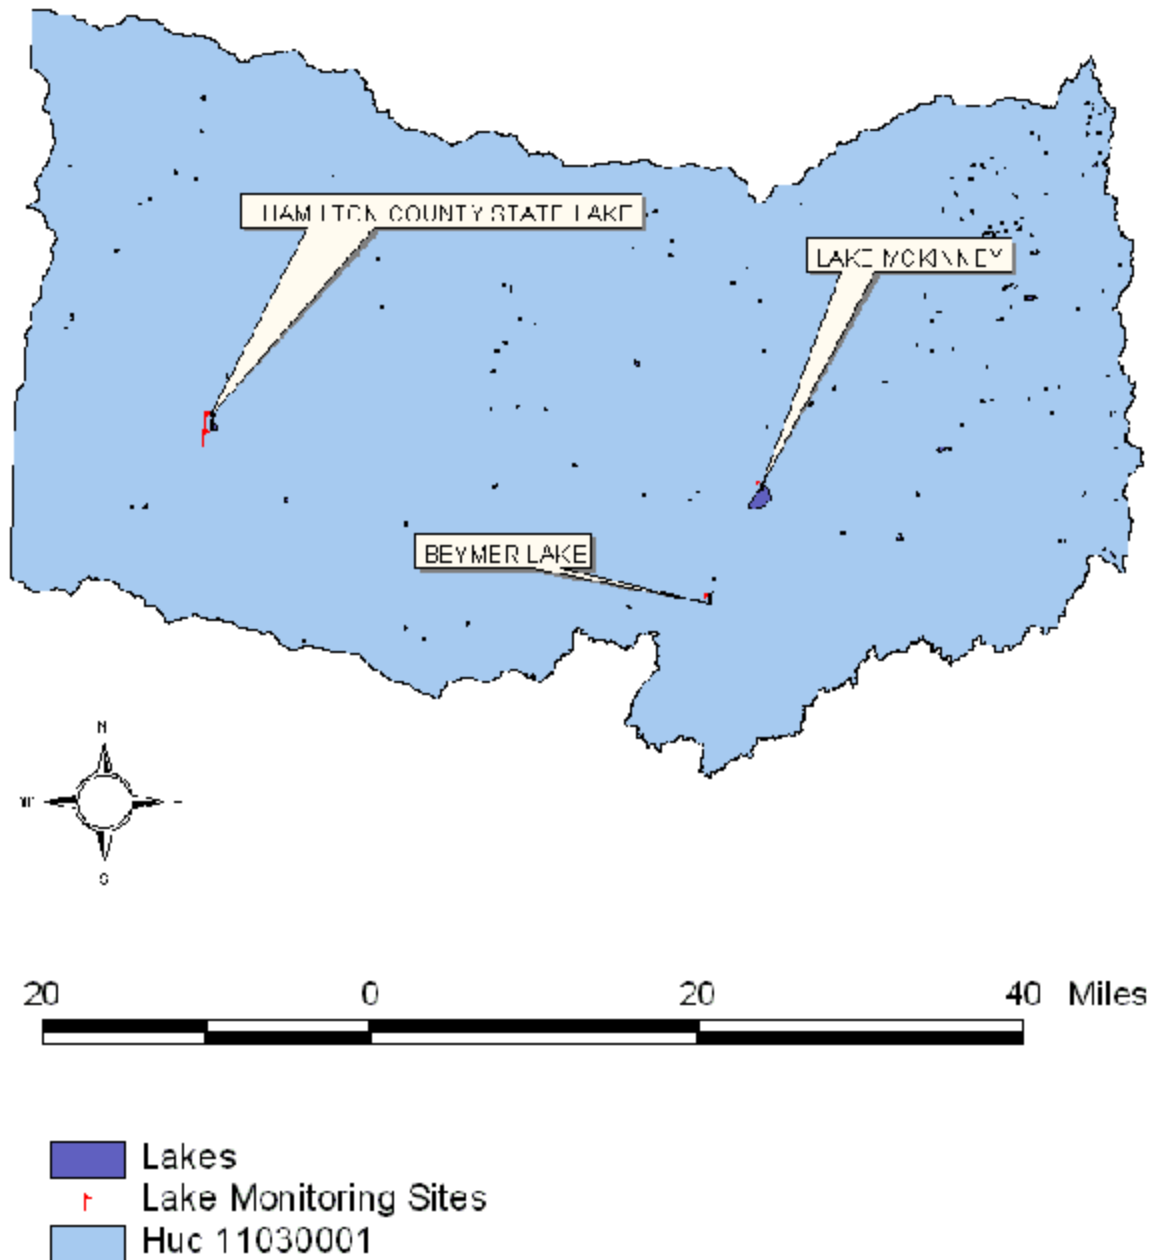 HAMILTON COUNTY STATE LAKE
LAKE MCKINNEY
BEYMER LAKE
N
W
S
20 0 20 40 Miles
Lakes
Lake Monitoring Sites
Huc 11030001